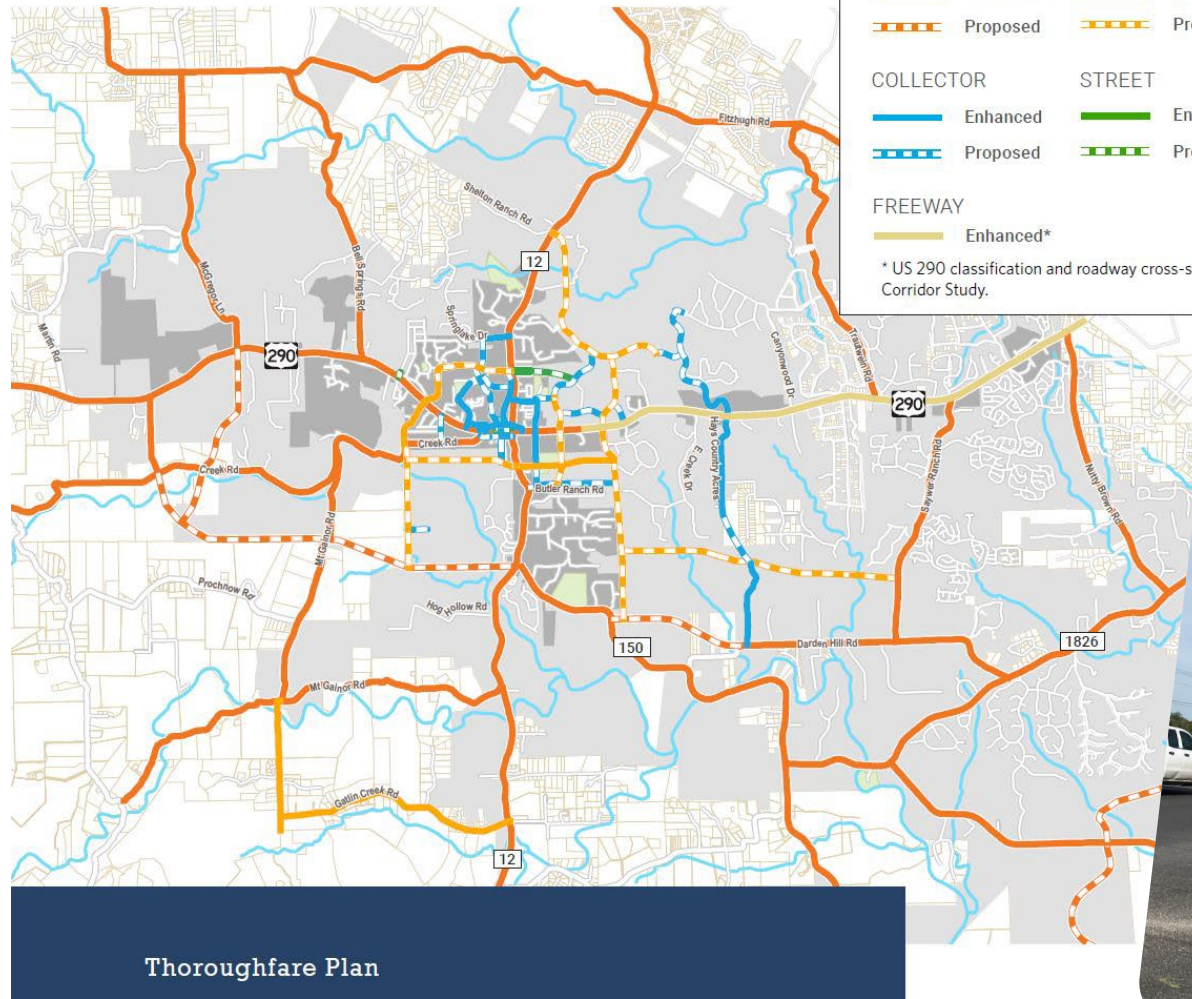 Proposed
Pro
COLLECTOR
STREET
Enhanced
En
Proposed
Pro
FREEWAY
Enhanced*
* US 290 classification and roadway cross-s
Corridor Study.
Fitzhugh Rd
Shelton Ranch Rd
12
Bell Springs Rd
McGregor Ln
Martin Rd
Springlake Dr
290
Canyonwood Dr
Trautwein Rd
290
Creek Rd
Creek Rd
Hays Country Acres
E. Creek Dr
Sawyer Ranch Rd
Nutty Brown Rd
Butler Ranch Rd
Mt Gainor Rd
Prochnow Rd
Hog Hollow Rd
150
Darden Hill Rd
1826
Mt Gainor Rd
Gatlin Creek Rd
12
Thoroughfare Plan